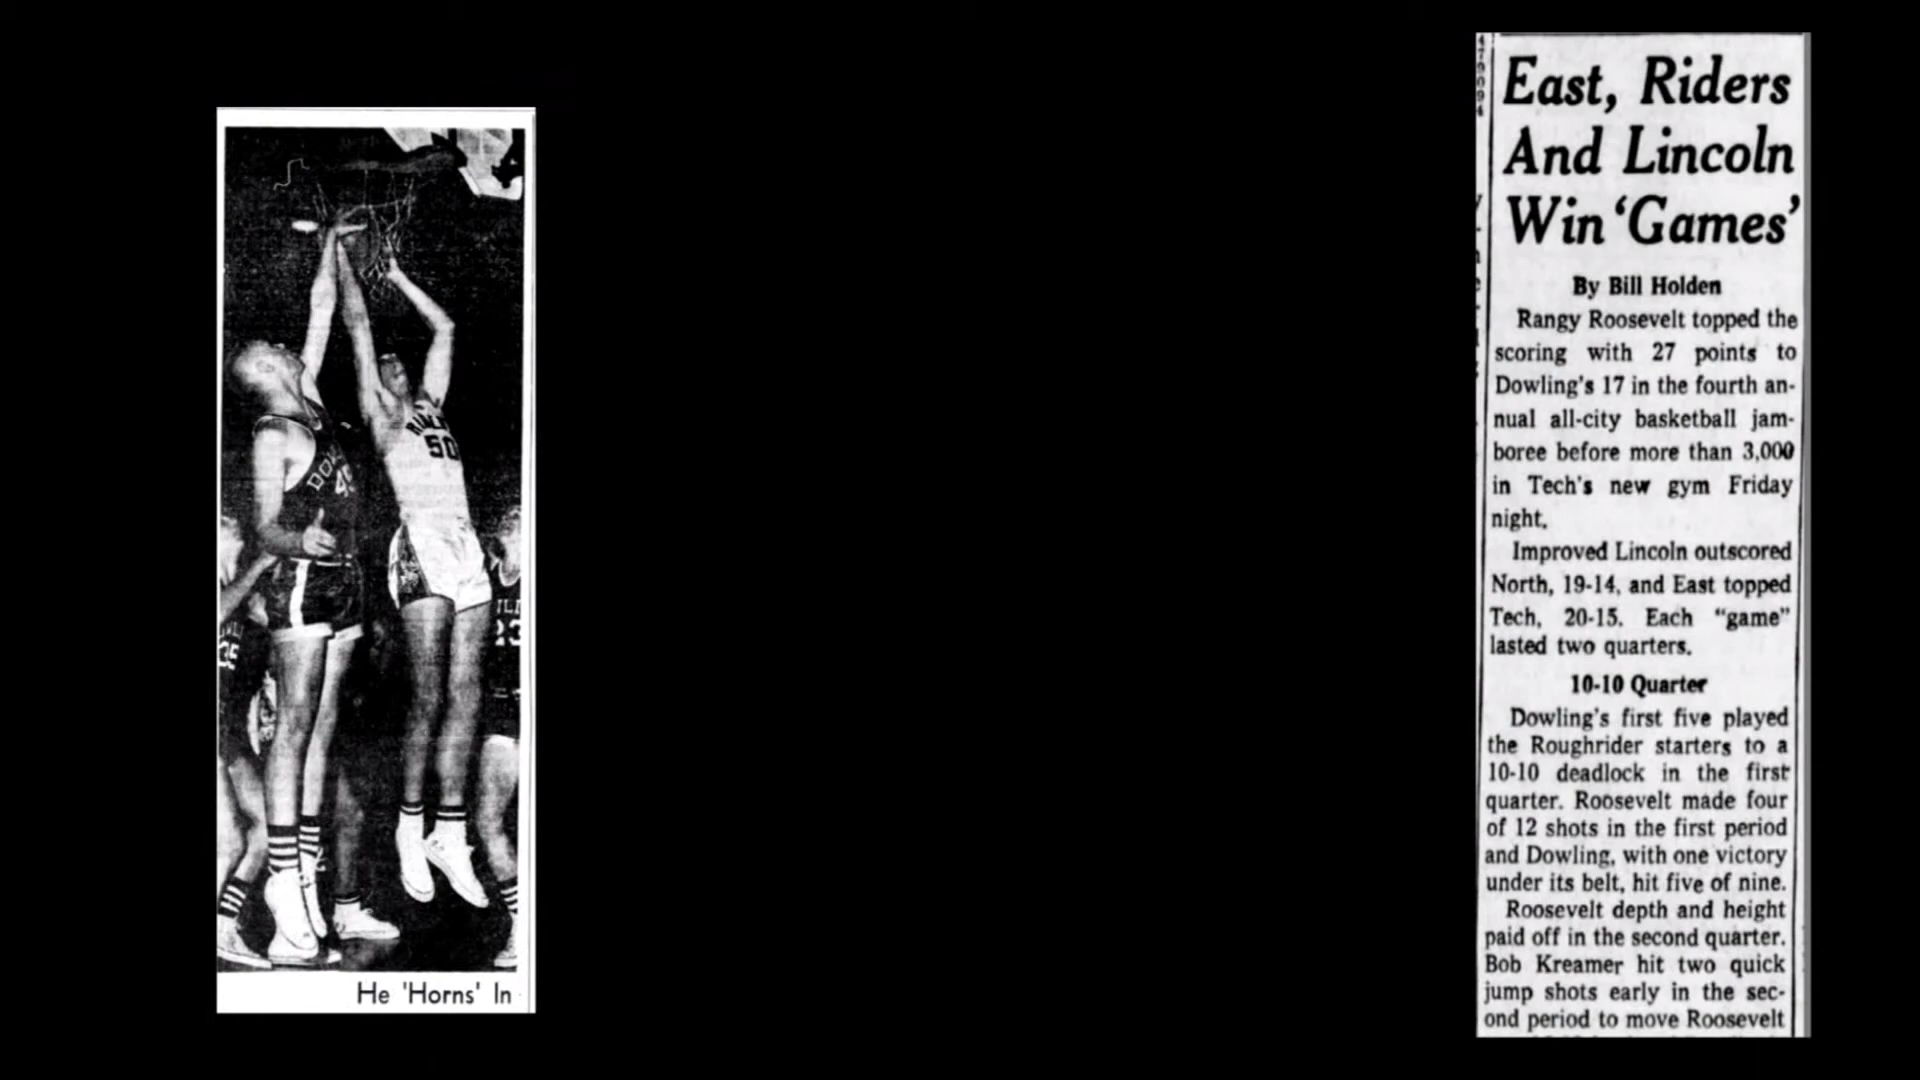 DOW
RIDE
50
35
23
He 'Horns' In
East, Riders
And Lincoln
Win 'Games'
By Bill Holden
Rangy Roosevelt topped the
scoring with 27 points to
Dowling's 17 in the fourth an-
nual all-city basketball jam-
boree before more than 3,000
in Tech's new gym Friday
night.
Improved Lincoln outscored
North, 19-14, and East topped
Tech, 20-15. Each "game"
lasted two quarters.
10-10 Quarter
Dowling's first five played
the Roughrider starters to a
10-10 deadlock in the first
quarter. Roosevelt made four
of 12 shots in the first period
and Dowling, with one victory
under its belt, hit five of nine.
Roosevelt depth and height
paid off in the second quarter.
Bob Kreamer hit two quick
jump shots early in the sec-
ond period to move Roosevelt